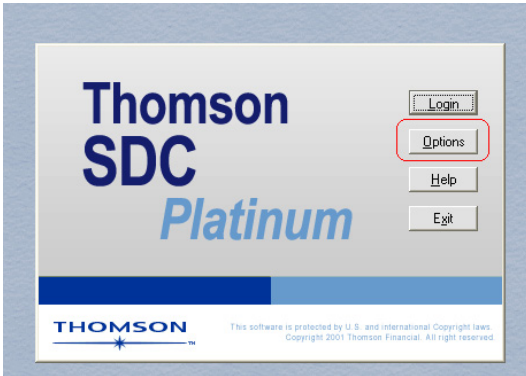 Thomson
SDC
Platinum
Login
Options
Help
Exit
THOMSON
TM
This software is protected by U.S. and international Copyright laws.
Copyright 2001 Thomson Financial. All right reserved